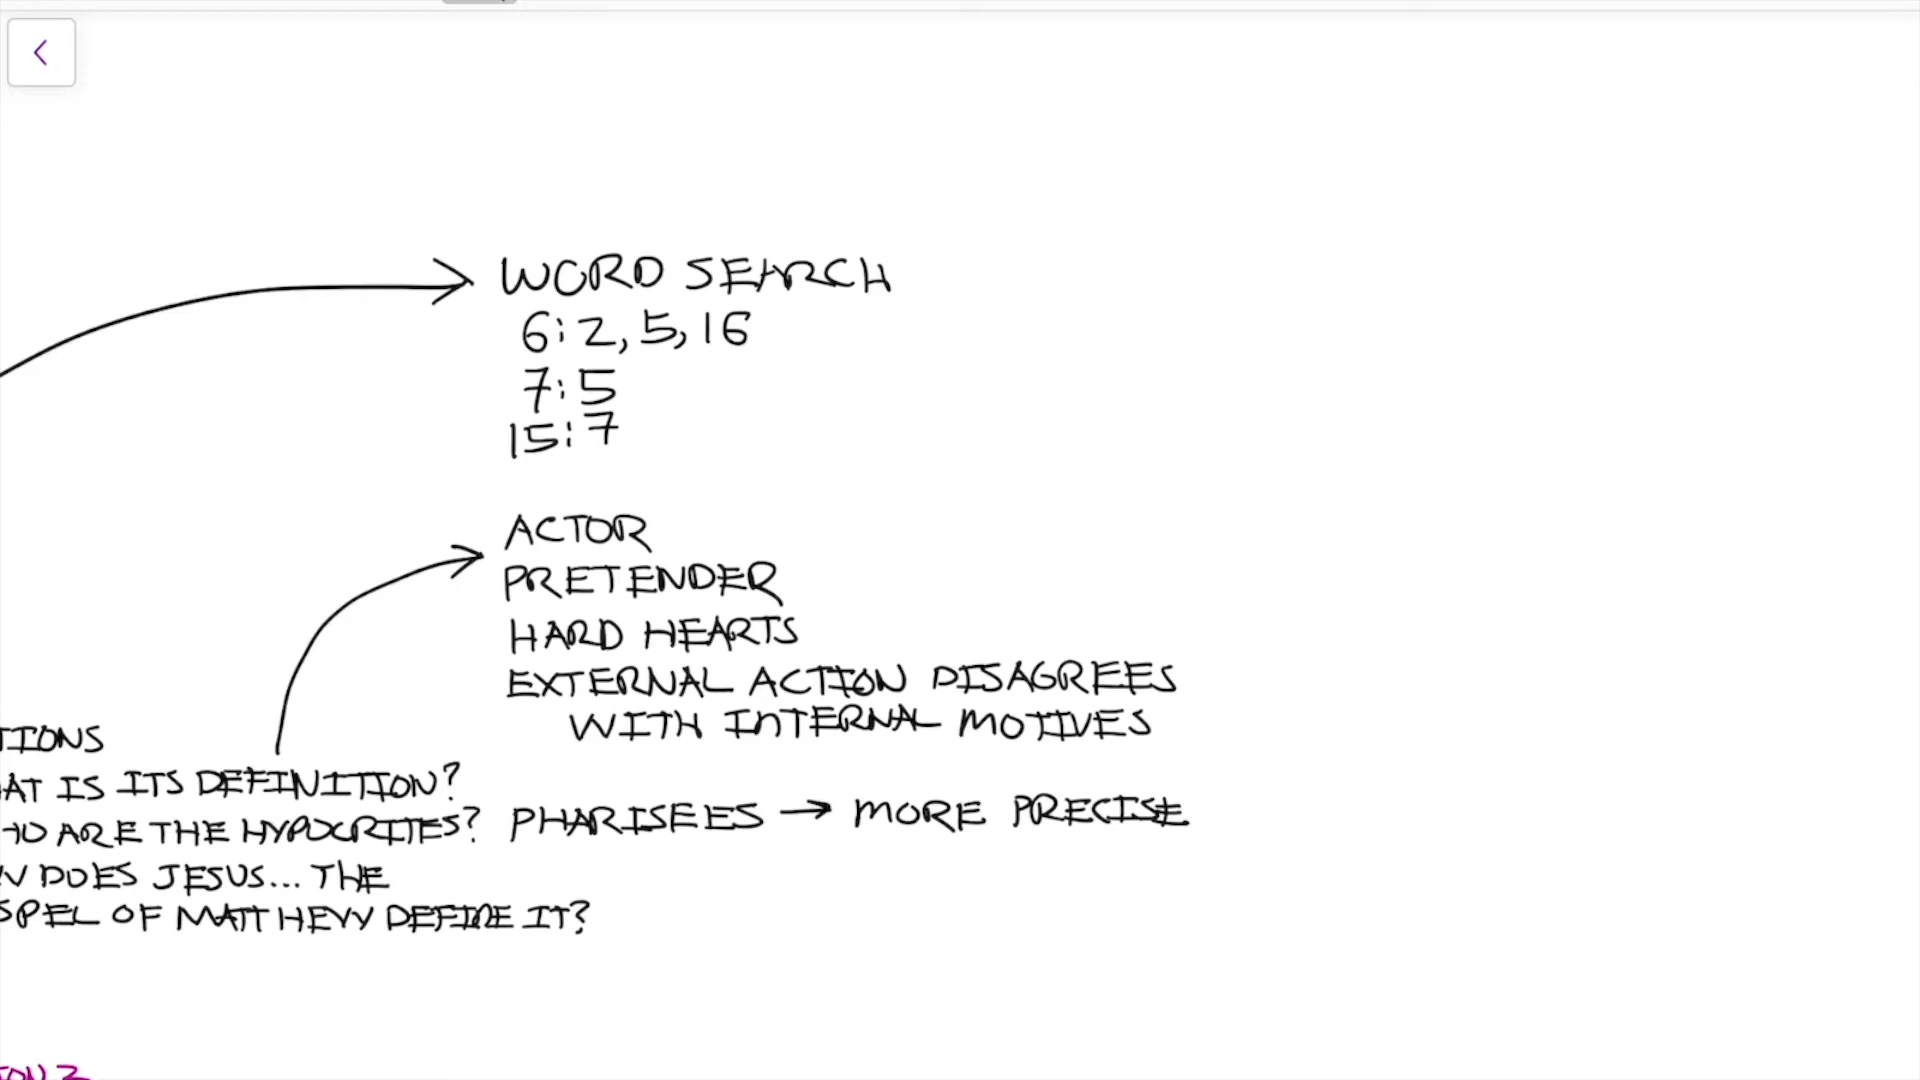 WORD SEARCH
6:2,5,16
7:5
15:7
ACTOR
PRETENDER
HARD HEARTS
EXTERNAL ACTION DISAGREES
WITH INTERNAL MOTIVES
TIONS
AT IS ITS DEFINITION?
HO ARE THE HYPOCRITES? PHARISEES → MORE PRECISE
W DOES JESUS... THE
SPEL OF MATTHEW DEFINE IT?